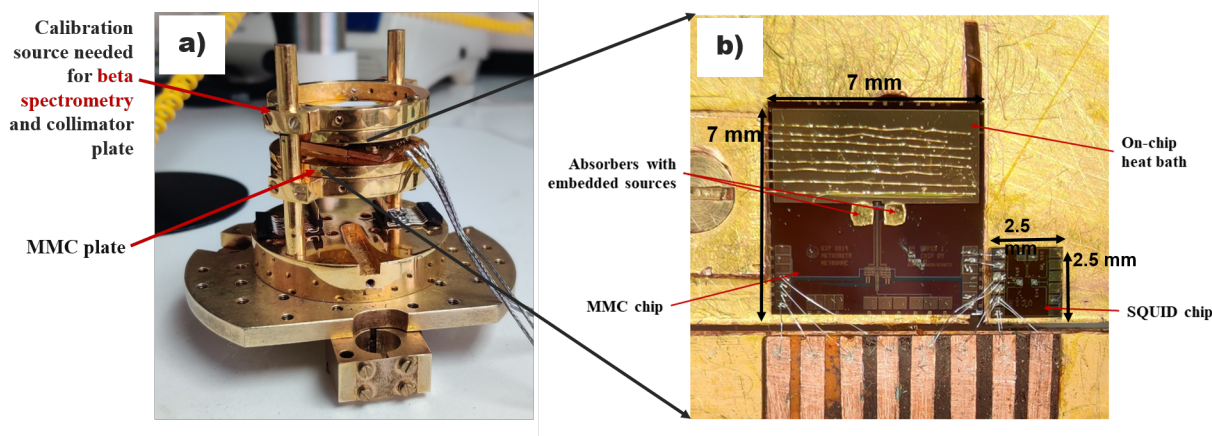 Calibration
source needed
for beta
spectrometry
and collimator
plate
MMC plate
a)
b)
7 mm
7 mm
Absorbers with
embedded sources
On-chip
heat bath
2.5
mm
2.5 mm
MMC chip
SQUID chip